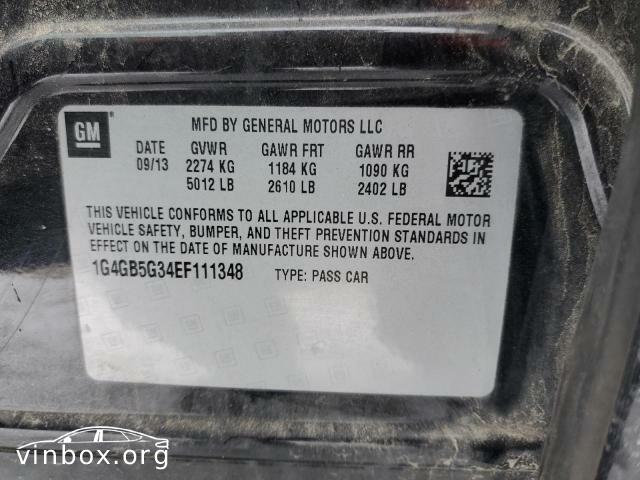 GM
MFD BY GENERAL MOTORS LLC
DATE GVWR GAWR FRT GAWR RR
09/13 2274 KG 1184 KG 1090 KG
5012 LB 2610 LB 2402 LB
THIS VEHICLE CONFORMS TO ALL APPLICABLE U.S. FEDERAL MOTOR
VEHICLE SAFETY, BUMPER, AND THEFT PREVENTION STANDARDS IN
EFFECT ON THE DATE OF MANUFACTURE SHOWN ABOVE.
1G4GB5G34EF111348 TYPE: PASS CAR
vinbox.org